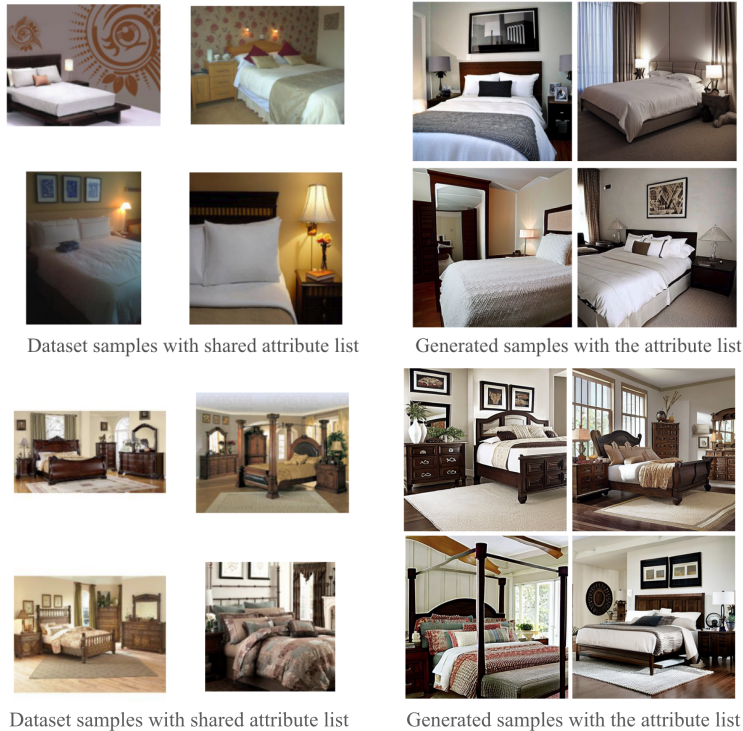 Dataset samples with shared attribute list
Generated samples with the attribute list
Dataset samples with shared attribute list
Generated samples with the attribute list